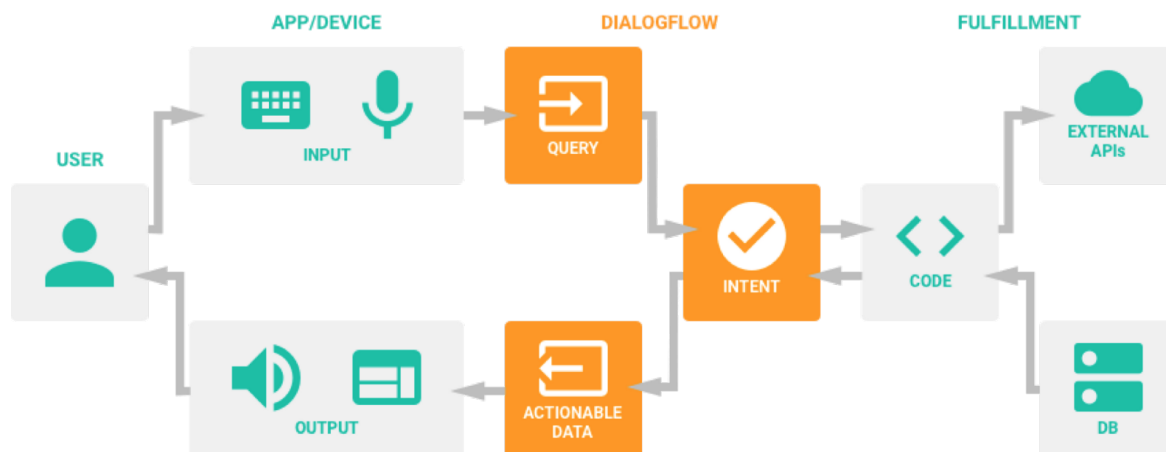 APP/DEVICE
DIALOGFLOW
FULFILLMENT
USER
INPUT
QUERY
EXTERNAL
APIs
INTENT
CODE
OUTPUT
ACTIONABLE
DATA
DB